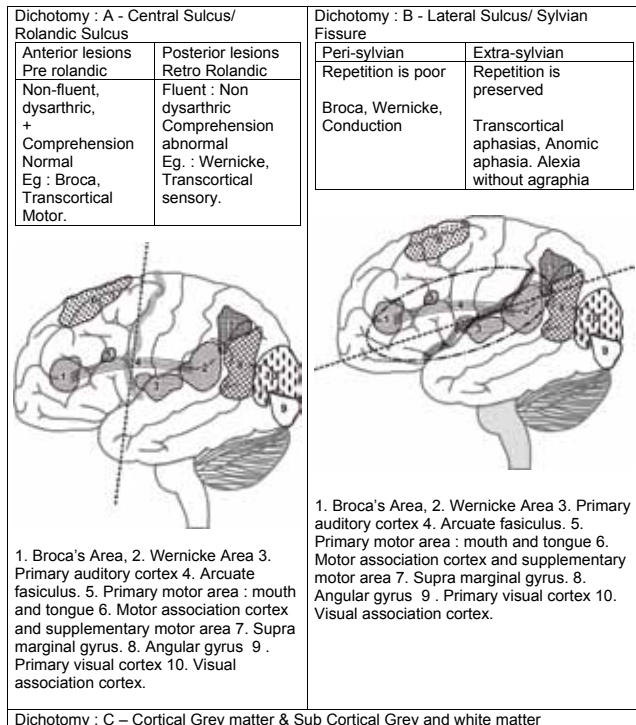 Dichotomy : A - Central Sulcus/
Rolandic Sulcus
Anterior lesions
Pre rolandic
Posterior lesions
Retro Rolandic
Non-fluent,
dysarthric,
+
Comprehension
Normal
Eg : Broca,
Transcortical
Motor.
Fluent : Non
dysarthric
Comprehension
abnormal
Eg. : Wernicke,
Transcortical
sensory.
1. Broca's Area, 2. Wernicke Area 3.
Primary auditory cortex 4. Arcuate
fasiculus. 5. Primary motor area : mouth
and tongue 6. Motor association cortex
and supplementary motor area 7. Supra
marginal gyrus. 8. Angular gyrus 9 .
Primary visual cortex 10. Visual
association cortex.
Dichotomy : B - Lateral Sulcus/ Sylvian
Fissure
Peri-sylvian
Extra-sylvian
Repetition is poor
Broca, Wernicke,
Conduction
Repetition is
preserved
Transcortical
aphasias, Anomic
aphasia. Alexia
without agraphia
1. Broca's Area, 2. Wernicke Area 3. Primary
auditory cortex 4. Arcuate fasiculus. 5.
Primary motor area : mouth and tongue 6.
Motor association cortex and supplementary
motor area 7. Supra marginal gyrus. 8.
Angular gyrus 9 . Primary visual cortex 10.
Visual association cortex.
Dichotomy : C – Cortical Grey matter & Sub Cortical Grey and white matter